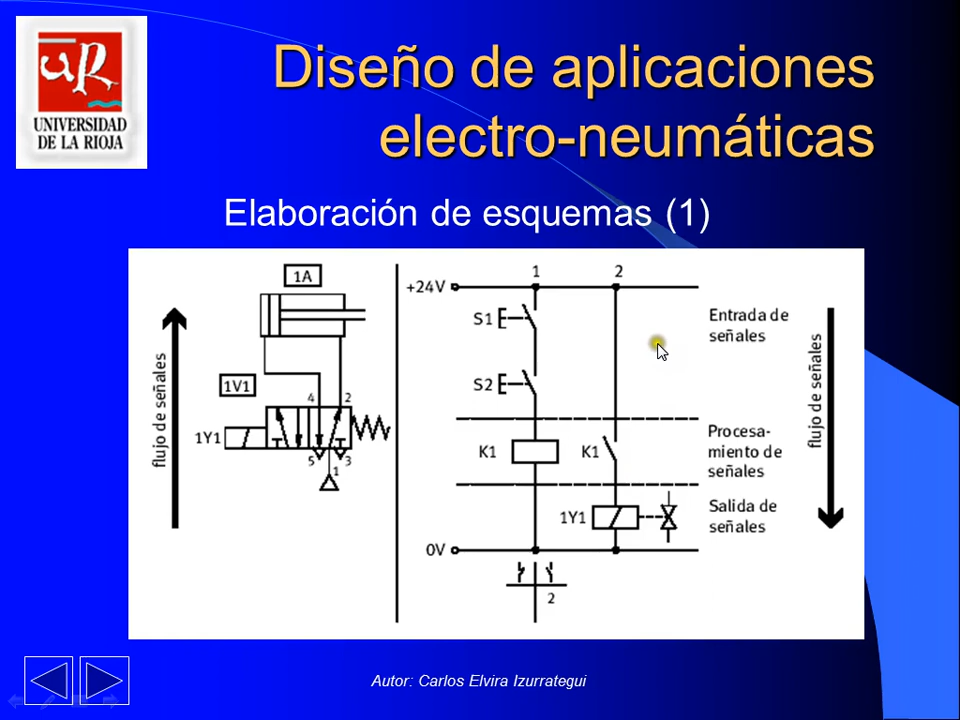 UR
UNIVERSIDAD
DE LA RIOJA
Diseño de aplicaciones
electro-neumáticas
Elaboración de esquemas (1)
flujo de señales
1A
1V1
4 2
1Y1
5 3
1
1 2
+24V
S1
S2
K1 K1
1Y1
0V
2
Entrada de
señales
Procesa-
miento de
señales
Salida de
señales
flujo de señales
Autor: Carlos Elvira Izurrategui